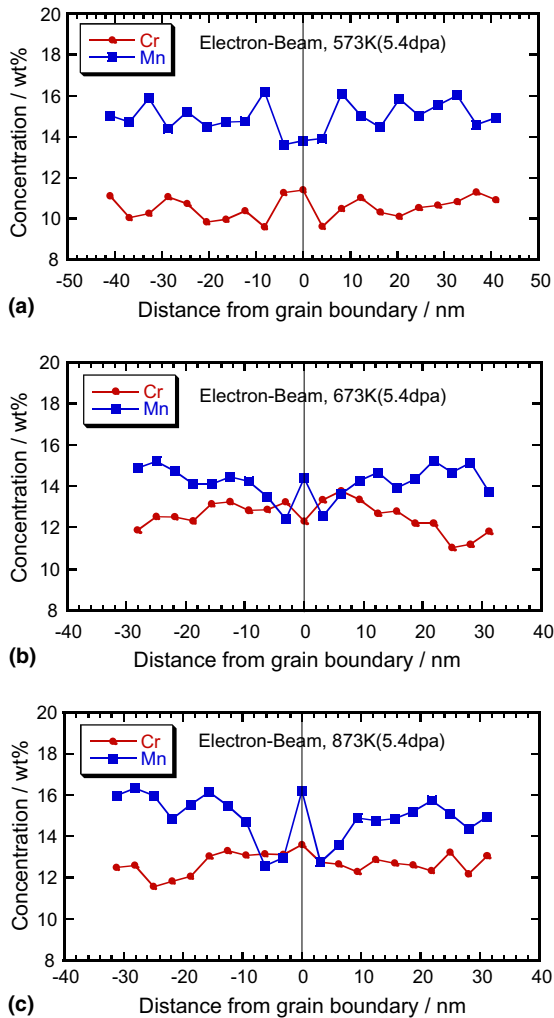 20
Cr
Mn
Electron-Beam, 573K(5.4dpa)
18
16
14
12
10
8
Concentration / wt%
-50 -40 -30 -20 -10 0 10 20 30 40 50
(a) Distance from grain boundary / nm
20
Cr
Mn
Electron-Beam, 673K(5.4dpa)
18
16
14
12
10
8
Concentration / wt%
-40 -30 -20 -10 0 10 20 30 40
(b) Distance from grain boundary / nm
20
Cr
Mn
Electron-Beam, 873K(5.4dpa)
18
16
14
12
10
8
Concentration / wt%
-40 -30 -20 -10 0 10 20 30 40
(c) Distance from grain boundary / nm